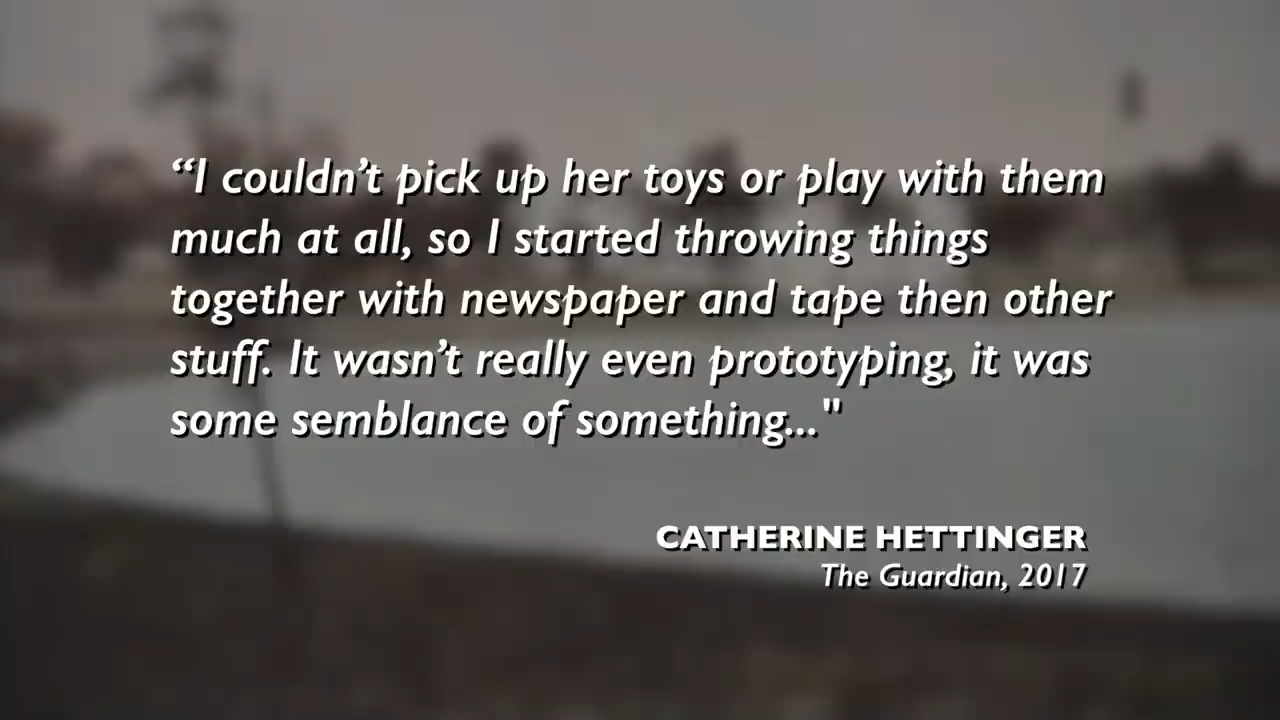 “I couldn’t pick up her toys or play with them
much at all, so I started throwing things
together with newspaper and tape then other
stuff. It wasn’t really even prototyping, it was
some semblance of something..."
CATHERINE HETTINGER
The Guardian, 2017